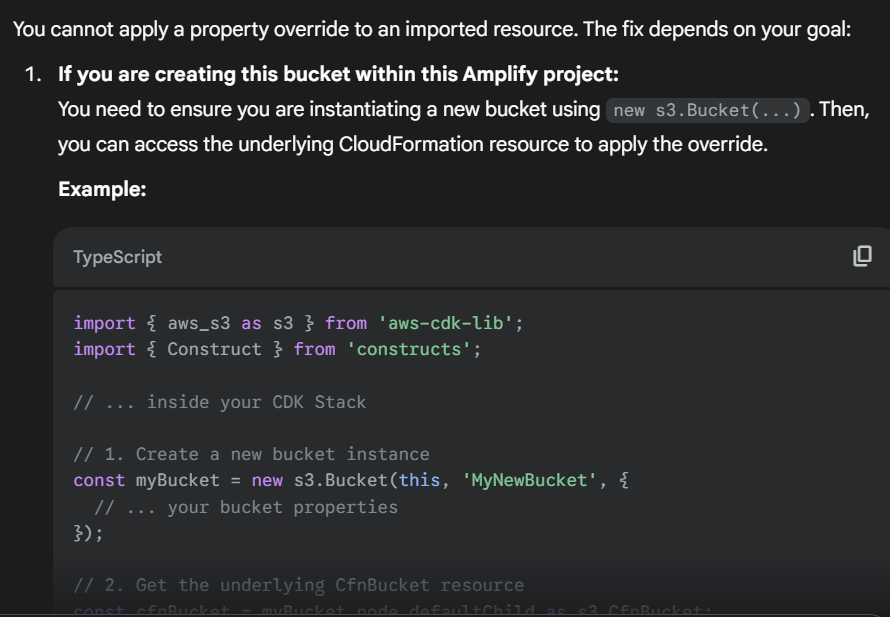 You cannot apply a property override to an imported resource. The fix depends on your goal:
1. If you are creating this bucket within this Amplify project:
You need to ensure you are instantiating a new bucket using new s3.Bucket(...). Then,
you can access the underlying CloudFormation resource to apply the override.
Example:
TypeScript
import { aws_s3 as s3 } from 'aws-cdk-lib';
import { Construct } from 'constructs';
// ... inside your CDK Stack
// 1. Create a new bucket instance
const myBucket = new s3.Bucket(this, 'MyNewBucket', {
// ... your bucket properties
});
// 2. Get the underlying CfnBucket resource
const cfnBucket = myBucket.node.defaultChild as s3.CfnBucket;